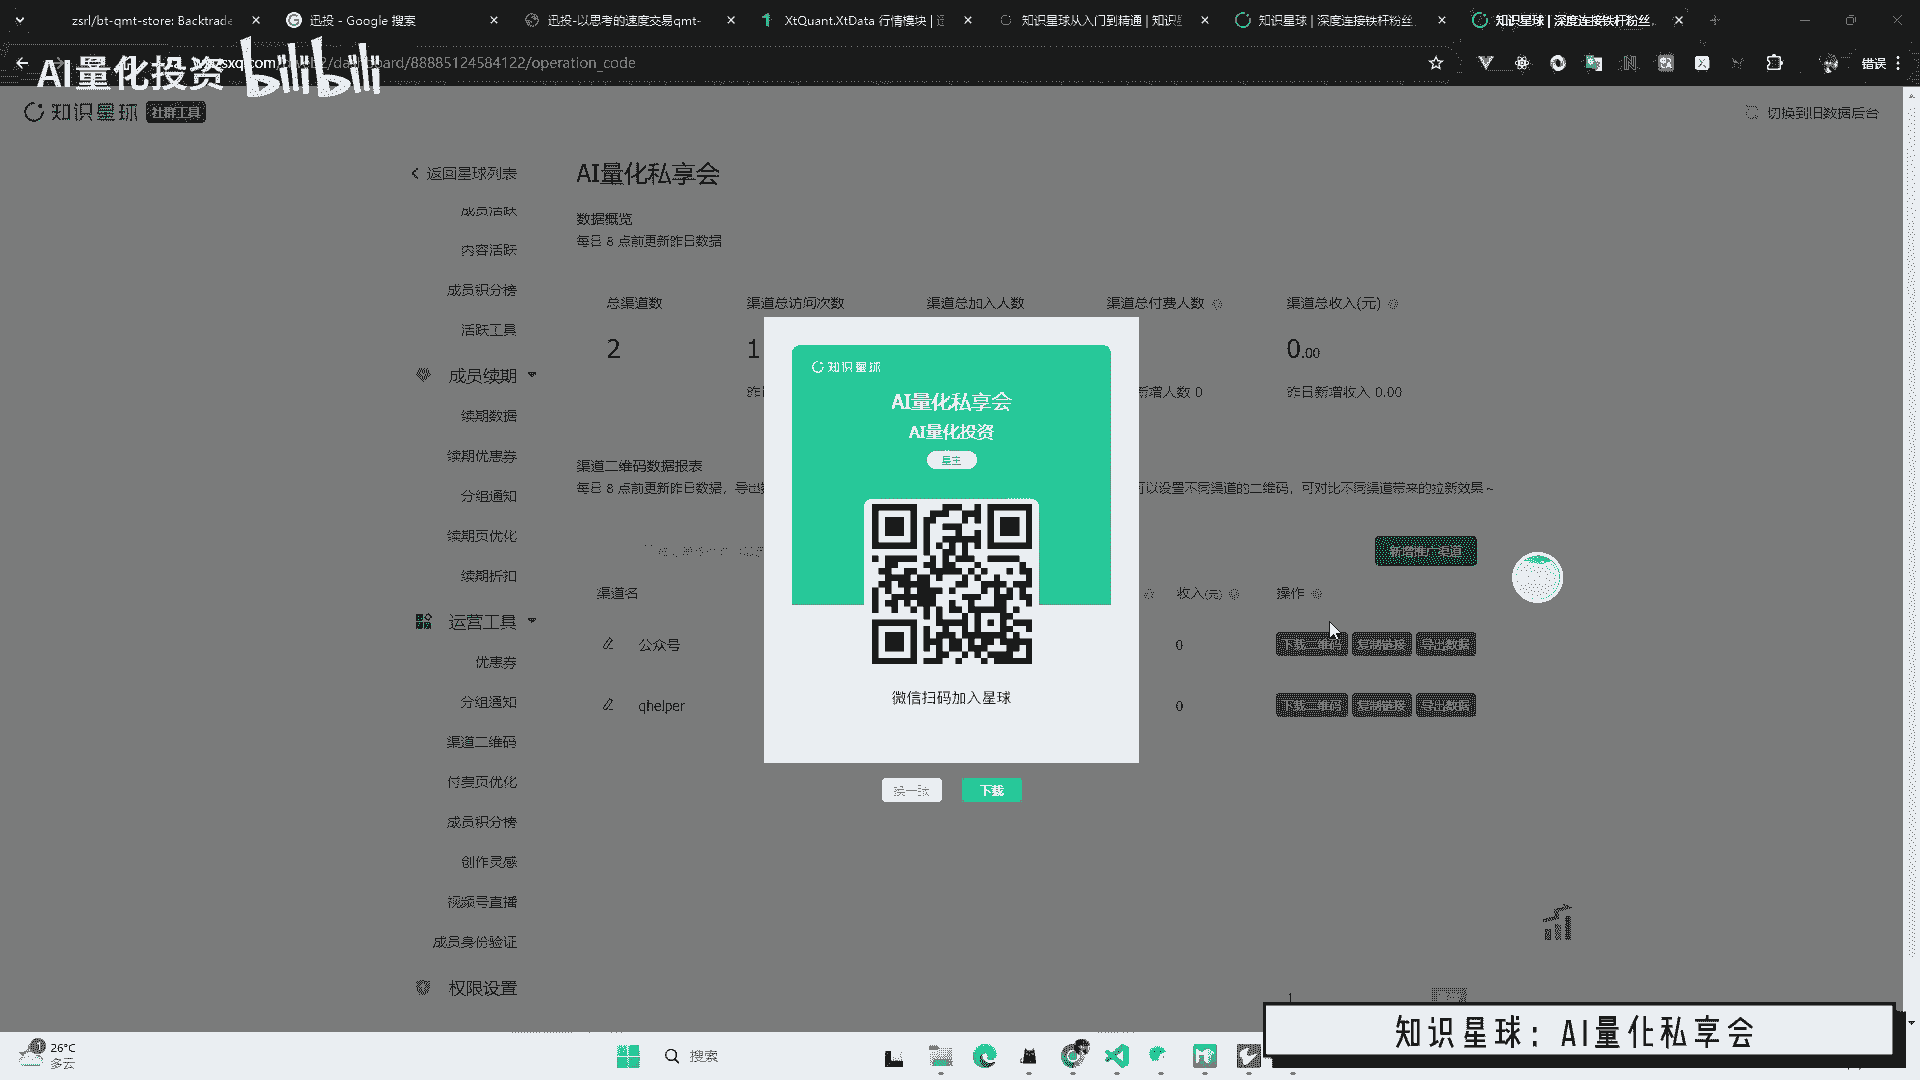 zsrl/bt-qmt-store: Backtrade
迅投 - Google 搜索
迅投-以思考的速度交易qmt-
XtQuant.XtData 行情模块 | 迅
知识星球从入门到精通 | 知识星
知识星球 | 深度连接铁杆粉丝,
知识星球 | 深度连接铁杆粉丝,
/dashboard/88885124584122/operation_code
错误
AI量化投资 bilibili
知识星球 社群工具
切换到旧数据后台
返回星球列表
成员活跃
内容活跃
成员积分榜
活跃工具
成员续期
续期数据
续期优惠券
分组通知
续期页优化
续期折扣
运营工具
优惠券
分组通知
渠道二维码
付费页优化
成员积分榜
创作灵感
视频号直播
成员身份验证
权限设置
AI量化私享会
数据概览
每日 8 点前更新昨日数据
总渠道数
渠道总访问次数
渠道总加入人数
渠道总付费人数
渠道总收入(元)
2
1
0.00
新增人数 0
昨日新增收入 0.00
渠道二维码数据报表
每日 8 点前更新昨日数据，导出数
可以设置不同渠道的二维码，可对比不同渠道带来的拉新效果~
新增推广渠道
渠道名
收入(元)
操作
公众号
0
下载二维码 复制链接 导出数据
qhelper
0
下载二维码 复制链接 导出数据
知识星球
AI量化私享会
AI量化投资
星主
微信扫码加入星球
换一张
下载
26°C
多云
搜索
知识星球：AI量化私享会